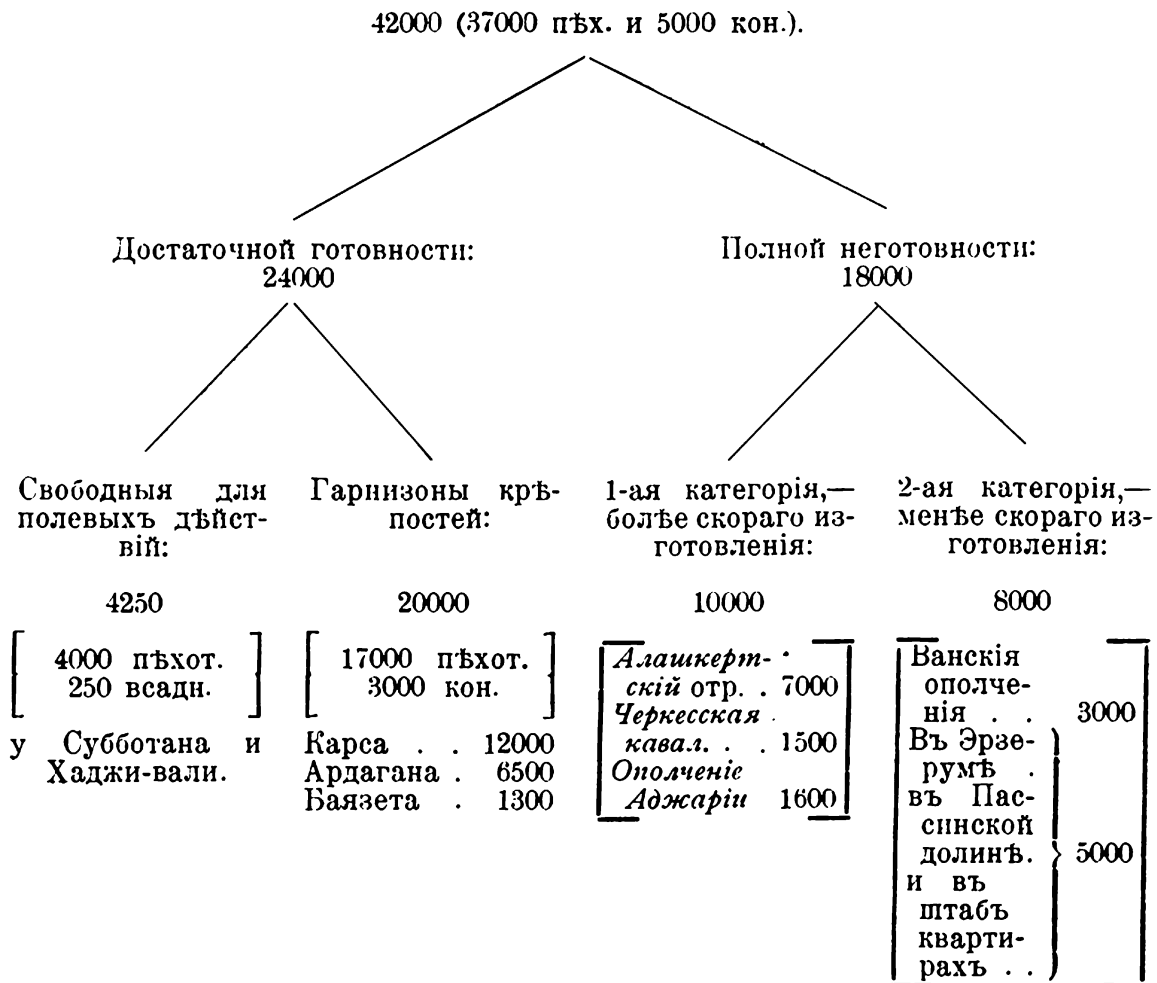 42000 (37000 пѣх. и 5000 кон.).
Достаточной готовности:
24000
Полной неготовности:
18000
Свободныя для
полевыхъ дѣйст-
вій:
4250
4000 пѣхот.
250 всадн.
у Субботана и
Хаджи-вали.
Гарнизоны крѣ-
постей:
20000
17000 пѣхот.
3000 кон.
Карса . . 12000
Ардагана . 6500
Баязета . 1300
1-ая категорія,—
болѣе скораго из-
готовленія:
10000
Алашкерт-
скій отр. . 7000
Черкесская .
кавал. . . 1500
Ополченіе
Аджаріи 1600
2-ая категорія,—
менѣе скораго из-
готовленія:
8000
Ванскія
ополче-
нія . . 3000
Въ Эрзе-
румѣ .
въ Пас-
синской
долинѣ. 5000
и въ
штабъ
кварти-
рахъ . .